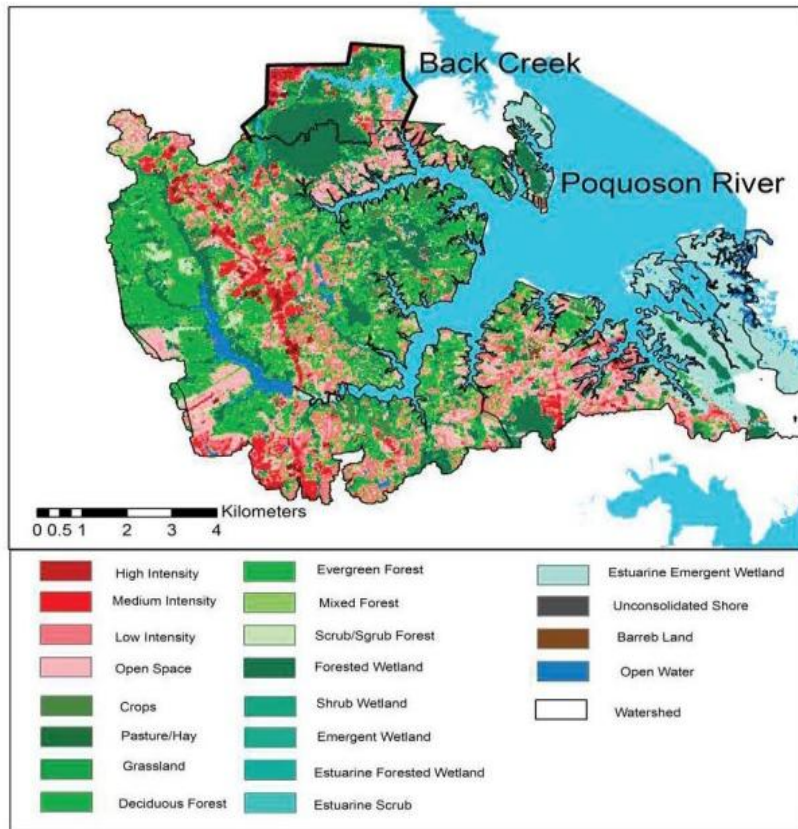 Back Creek
Poquoson River
Kilometers
0 0.5 1 2 3 4
High Intensity
Medium Intensity
Low Intensity
Open Space
Crops
Pasture/Hay
Grassland
Deciduous Forest
Evergreen Forest
Mixed Forest
Scrub/Sgrub Forest
Forested Wetland
Shrub Wetland
Emergent Wetland
Estuarine Forested Wetland
Estuarine Scrub
Estuarine Emergent Wetland
Unconsolidated Shore
Barreb Land
Open Water
Watershed